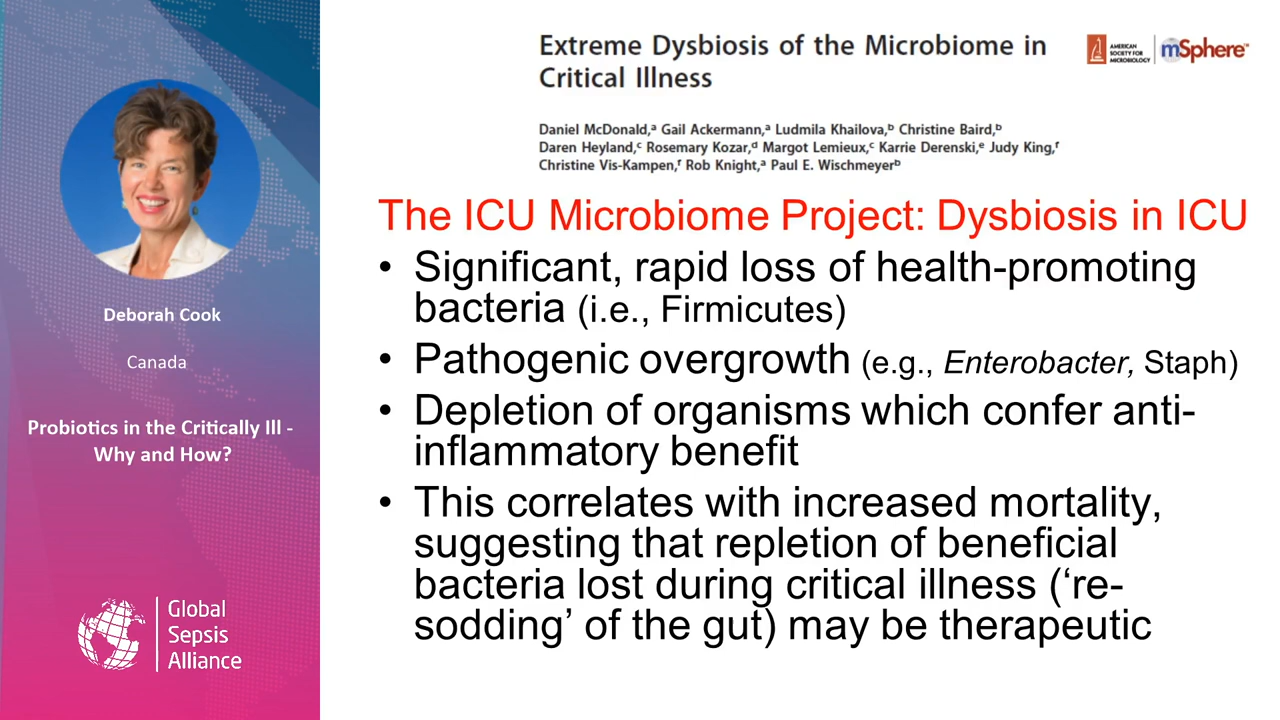 Extreme Dysbiosis of the Microbiome in
Critical Illness
AMERICAN
SOCIETY FOR
MICROBIOLOGY
mSphere™
Daniel McDonald,ᵃ Gail Ackermann,ᵃ Ludmila Khailova,ᵇ Christine Baird,ᵇ
Daren Heyland,ᶜ Rosemary Kozar,ᵈ Margot Lemieux,ᶜ Karrie Derenski,ᵉ Judy King,ᶠ
Christine Vis-Kampen,ᶠ Rob Knight,ᵃ Paul E. Wischmeyerᵇ
The ICU Microbiome Project: Dysbiosis in ICU
• Significant, rapid loss of health-promoting
bacteria (i.e., Firmicutes)
• Pathogenic overgrowth (e.g., Enterobacter, Staph)
• Depletion of organisms which confer anti-
inflammatory benefit
• This correlates with increased mortality,
suggesting that repletion of beneficial
bacteria lost during critical illness (‘re-
sodding’ of the gut) may be therapeutic
Deborah Cook
Canada
Probiotics in the Critically Ill -
Why and How?
Global
Sepsis
Alliance